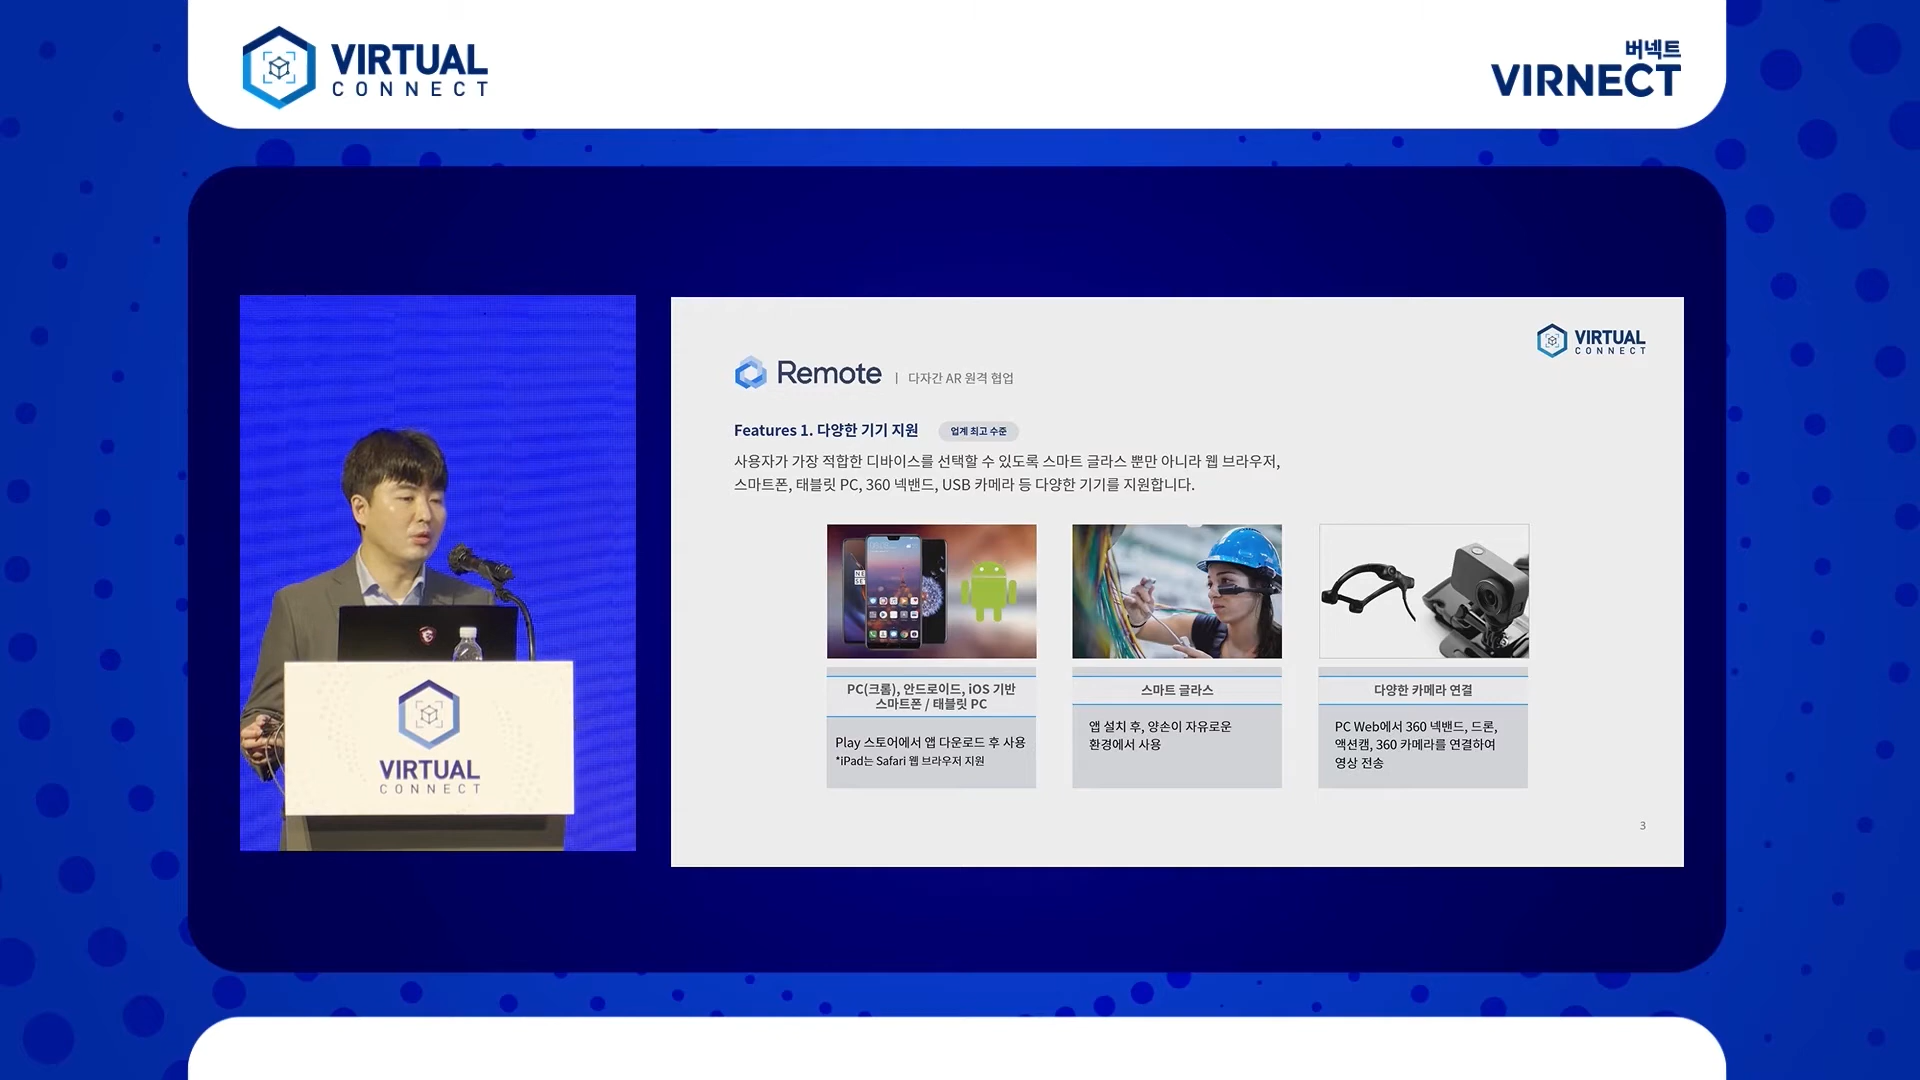 VIRTUAL
CONNECT
버넥트
VIRNECT
VIRTUAL
CONNECT
VIRTUAL
CONNECT
Remote | 다자간 AR 원격 협업
Features 1. 다양한 기기 지원 업계 최고 수준
사용자가 가장 적합한 디바이스를 선택할 수 있도록 스마트 글라스 뿐만 아니라 웹 브라우저,
스마트폰, 태블릿 PC, 360 넥밴드, USB 카메라 등 다양한 기기를 지원합니다.
PC(크롬), 안드로이드, iOS 기반
스마트폰 / 태블릿 PC
Play 스토어에서 앱 다운로드 후 사용
*iPad는 Safari 웹 브라우저 지원
스마트 글라스
앱 설치 후, 양손이 자유로운
환경에서 사용
다양한 카메라 연결
PC Web에서 360 넥밴드, 드론,
액션캠, 360 카메라를 연결하여
영상 전송
3